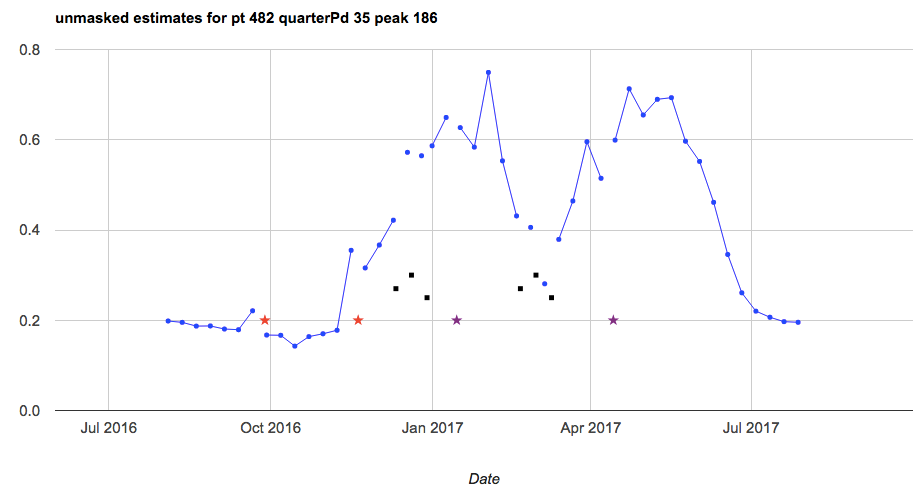 unmasked estimates for pt 482 quarterPd 35 peak 186
0.8
0.6
0.4
0.2
0.0
Jul 2016 Oct 2016 Jan 2017 Apr 2017 Jul 2017
Date